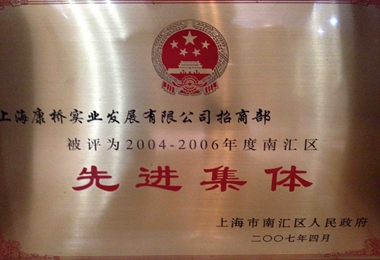 上海康桥实业发展有限公司招商部
被评为2004-2006年度南汇区
先进集体
上海市南汇区人民政府
二〇〇七年四月